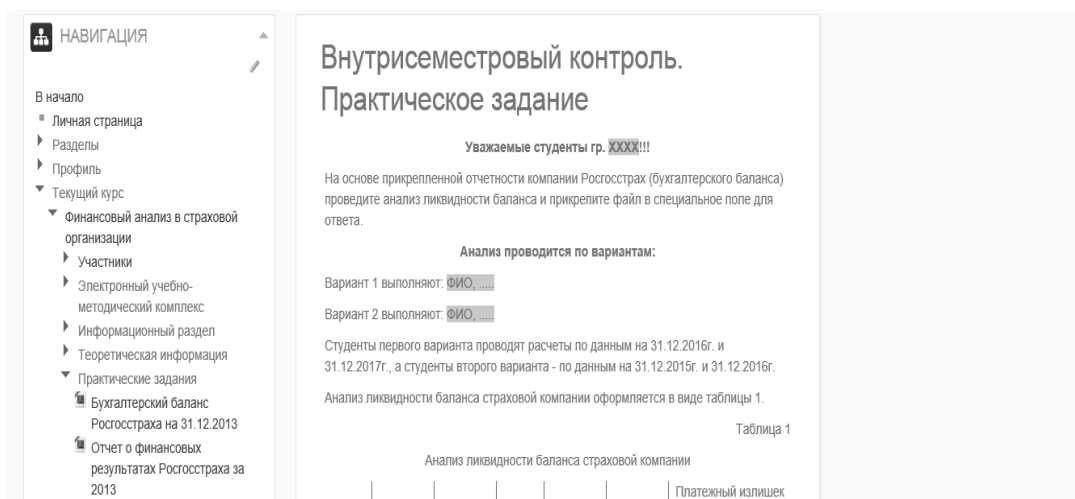 НАВИГАЦИЯ
В начало
Личная страница
Разделы
Профиль
Текущий курс
Финансовый анализ в страховой
организации
Участники
Электронный учебно-
методический комплекс
Информационный раздел
Теоретическая информация
Практические задания
Бухгалтерский баланс
Росгосстраха на 31.12.2013
Отчет о финансовых
результатах Росгосстраха за
2013
Внутрисеместровый контроль.
Практическое задание
Уважаемые студенты гр. XXXX!!!
На основе прикрепленной отчетности компании Росгосстрах (бухгалтерского баланса)
проведите анализ ликвидности баланса и прикрепите файл в специальное поле для
ответа.
Анализ проводится по вариантам:
Вариант 1 выполняют: ФИО, .....
Вариант 2 выполняют: ФИО, .....
Студенты первого варианта проводят расчеты по данным на 31.12.2016г. и
31.12.2017г., а студенты второго варианта - по данным на 31.12.2015г. и 31.12.2016г.
Анализ ликвидности баланса страховой компании оформляется в виде таблицы 1.
Таблица 1
Анализ ликвидности баланса страховой компании
Платежный излишек